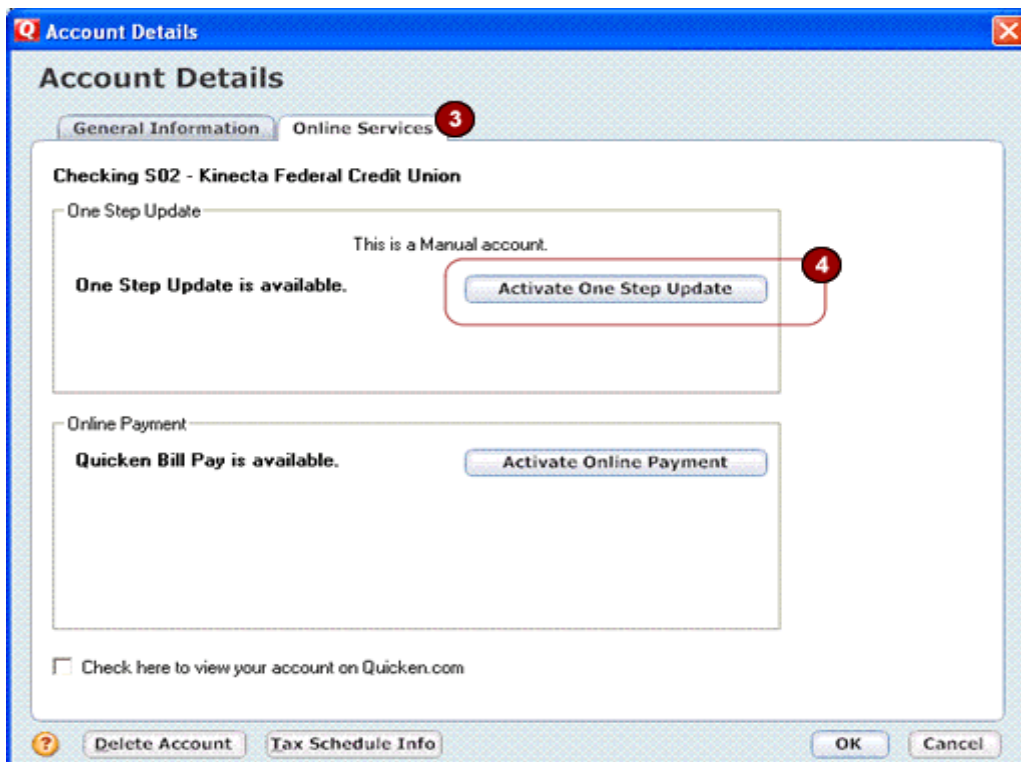 Q Account Details
Account Details
General Information Online Services 3
Checking S02 - Kinecta Federal Credit Union
One Step Update
This is a Manual account.
4
One Step Update is available. Activate One Step Update
Online Payment
Quicken Bill Pay is available. Activate Online Payment
Check here to view your account on Quicken.com
? Delete Account Tax Schedule Info OK Cancel